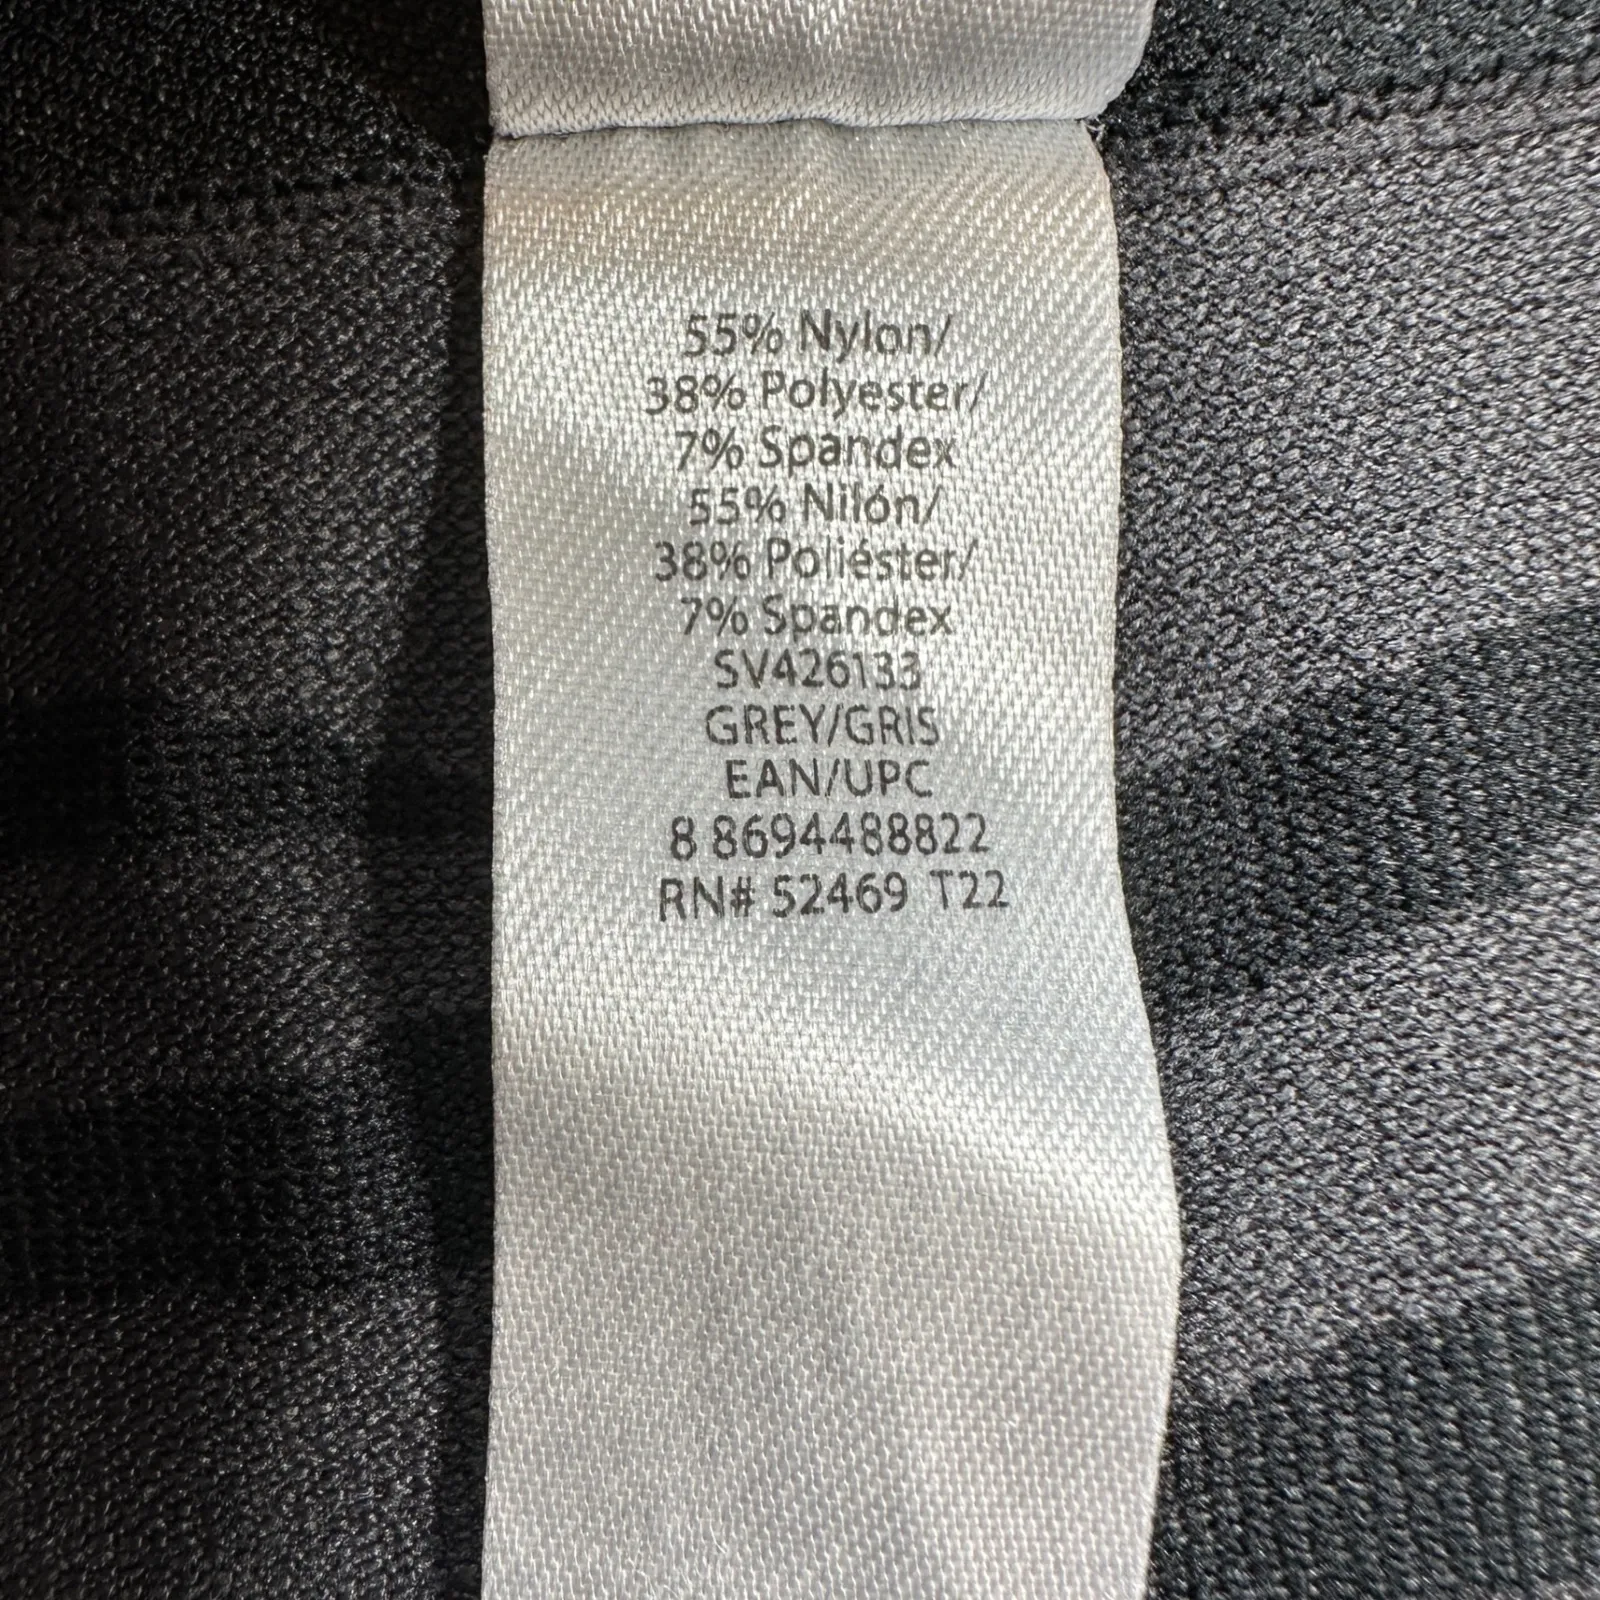 55% Nylon/
38% Polyester/
7% Spandex
55% Nilón/
38% Poliéster/
7% Spandex
SV426133
GREY/GRIS
EAN/UPC
8 8694488822
RN# 52469 T22